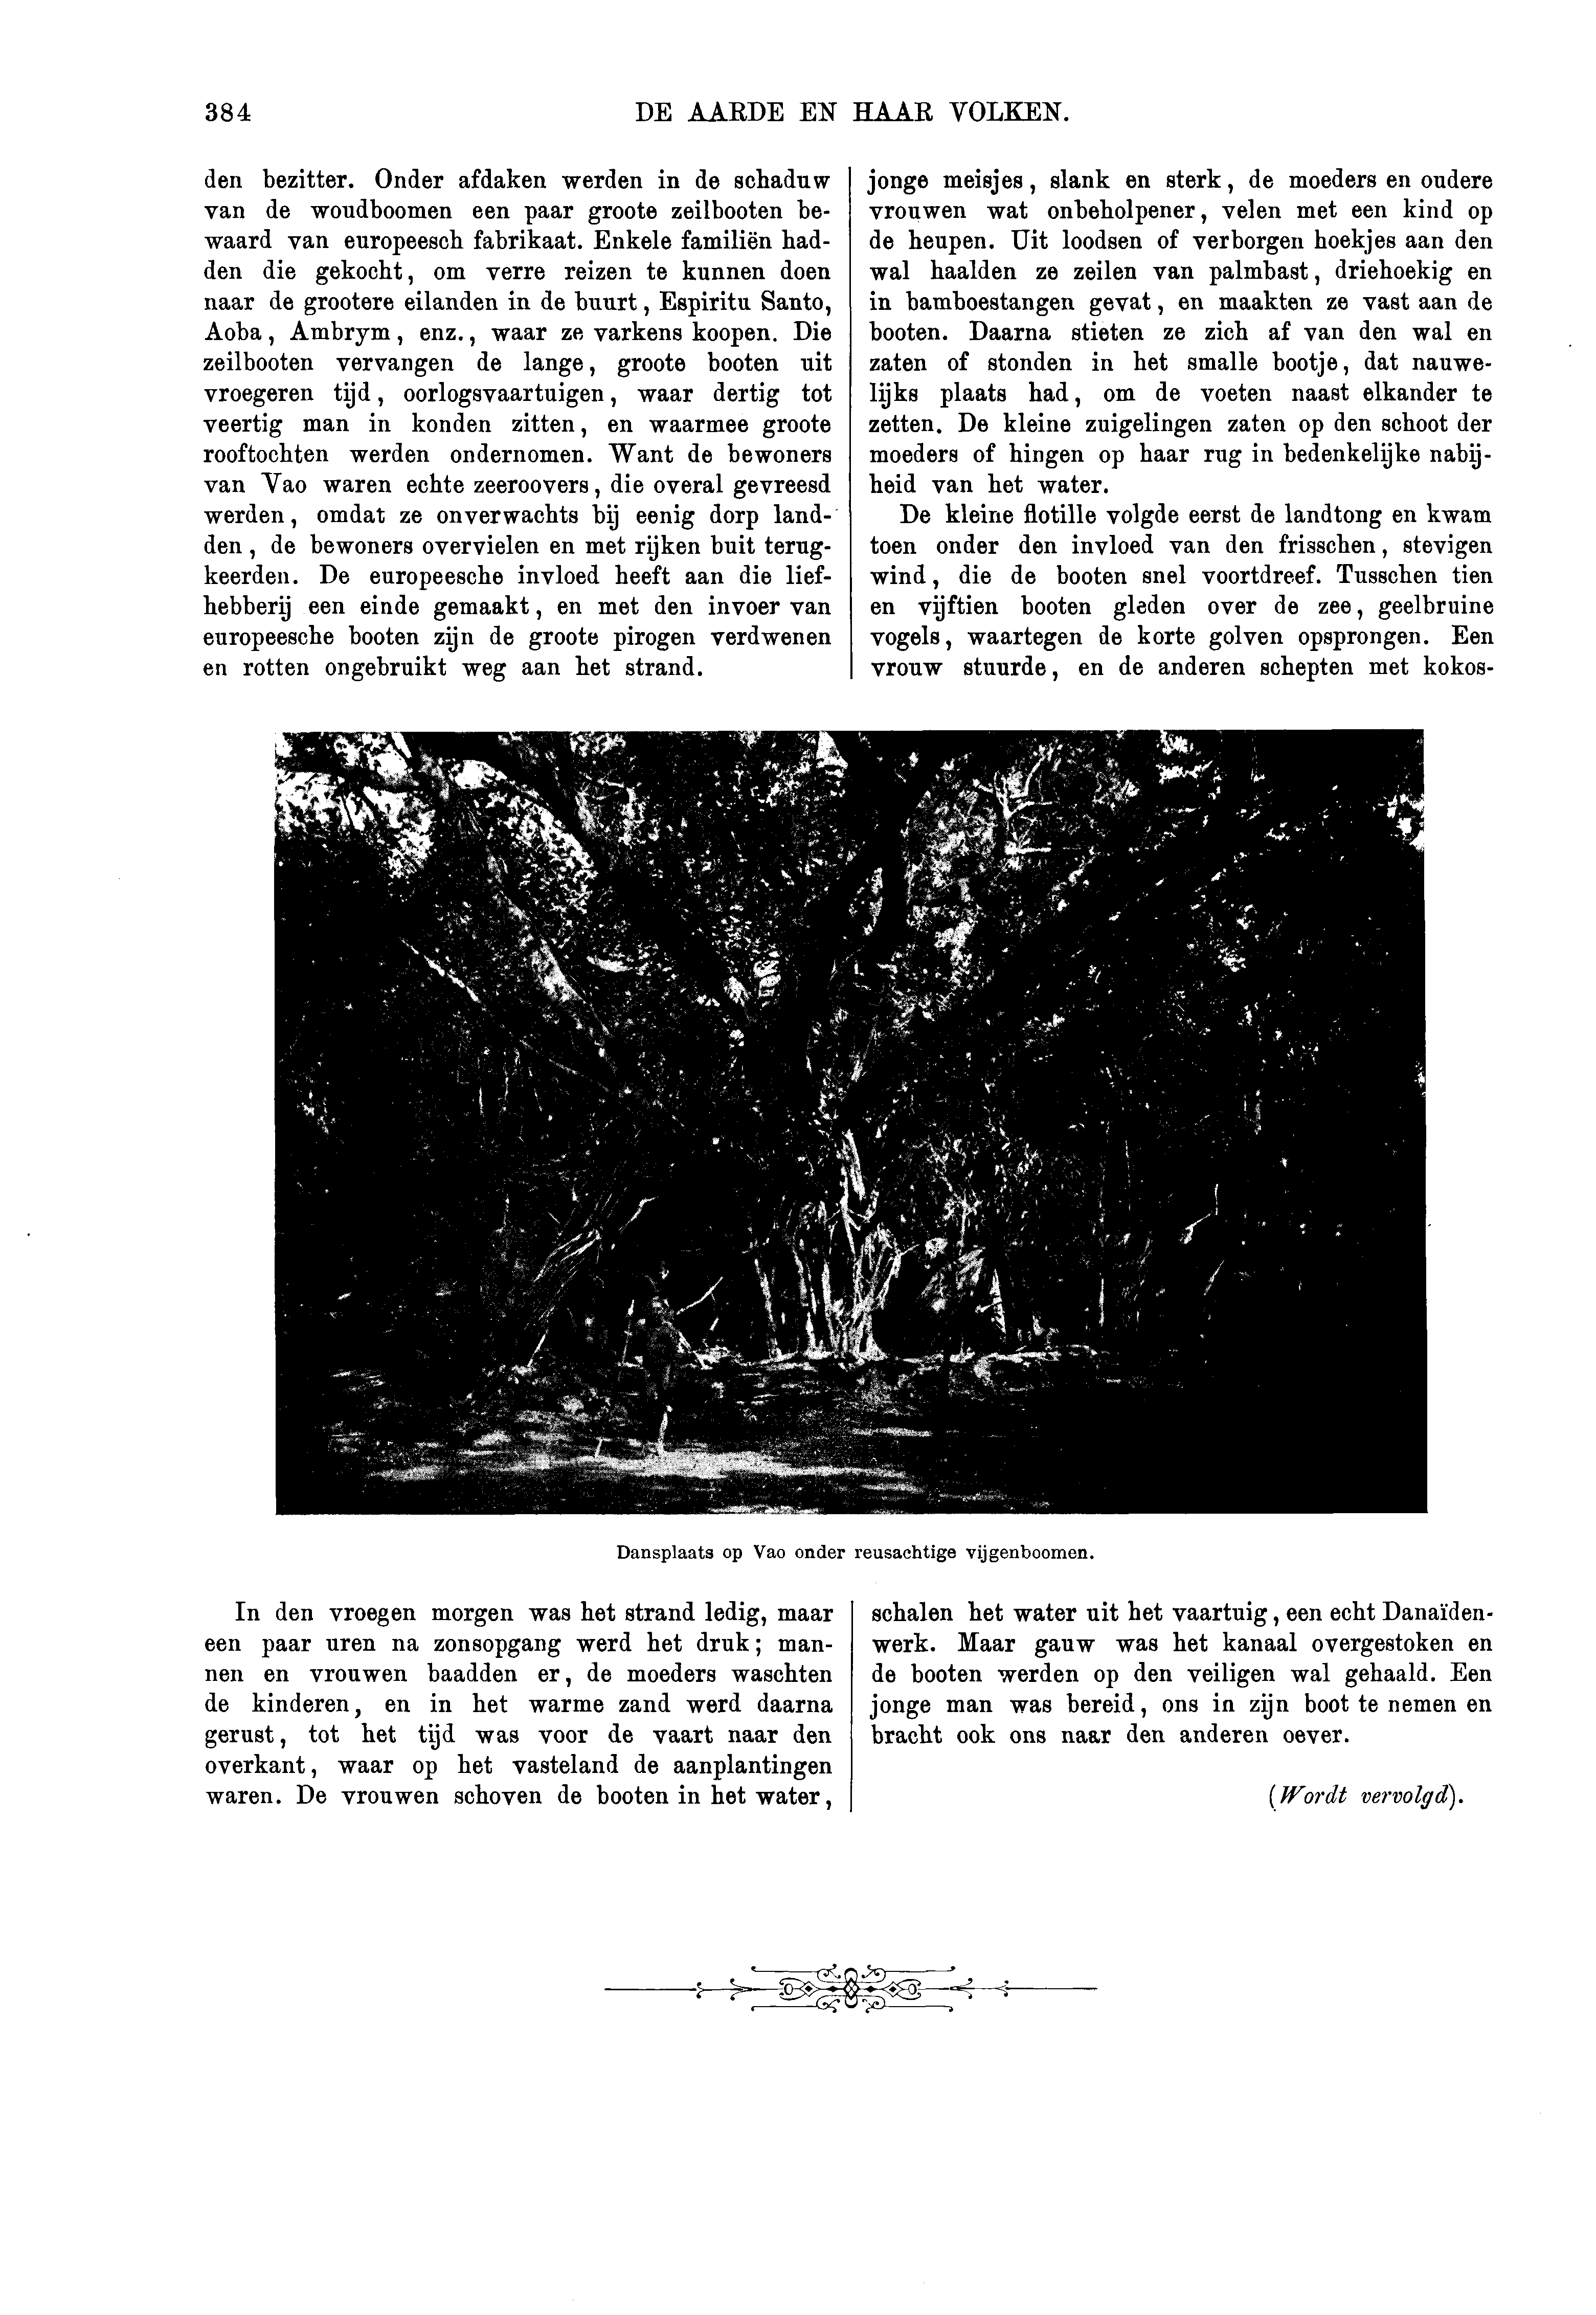 384
DE AARDE EN HAAR VOLKEN.
den bezitter. Onder afdaken werden in de schaduw
van de woudboomen een paar groote zeilbooten be-
waard van europeesch fabrikaat. Enkele familiën had-
den die gekocht, om verre reizen te kunnen doen
naar de grootere eilanden in de buurt, Espiritu Santo,
Aoba, Ambrym, enz., waar ze varkens koopen. Die
zeilbooten vervangen de lange, groote booten uit
vroegeren tijd, oorlogsvaartuigen, waar dertig tot
veertig man in konden zitten, en waarmee groote
rooftochten werden ondernomen. Want de bewoners
van Vao waren echte zeeroovers, die overal gevreesd
werden, omdat ze onverwachts bij eenig dorp land-
den, de bewoners overvielen en met rijken buit terug-
keerden. De europeesche invloed heeft aan die lief-
hebberij een einde gemaakt, en met den invoer van
europeesche booten zijn de groote pirogen verdwenen
en rotten ongebruikt weg aan het strand.
In den vroegen morgen was het strand ledig, maar
een paar uren na zonsopgang werd het druk; man-
nen en vrouwen baadden er, de moeders waschten
de kinderen, en in het warme zand werd daarna
gerust, tot het tijd was voor de vaart naar den
overkant, waar op het vasteland de aanplantingen
waren. De vrouwen schoven de booten in het water,
jonge meisjes, slank en sterk, de moeders en oudere
vrouwen wat onbeholpener, velen met een kind op
de heupen. Uit loodsen of verborgen hoekjes aan den
wal haalden ze zeilen van palmbast, driehoekig en
in bamboestangen gevat, en maakten ze vast aan de
booten. Daarna stieten ze zich af van den wal en
zaten of stonden in het smalle bootje, dat nauwe-
lijks plaats had, om de voeten naast elkander te
zetten. De kleine zuigelingen zaten op den schoot der
moeders of hingen op haar rug in bedenkelijke nabij-
heid van het water.
De kleine flotille volgde eerst de landtong en kwam
toen onder den invloed van den frisschen, stevigen
wind, die de booten snel voortdreef. Tusschen tien
en vijftien booten gleden over de zee, geelbruine
vogels, waartegen de korte golven opsprongen. Een
vrouw stuurde, en de anderen schepten met kokos-
schalen het water uit het vaartuig, een echt Danaïden-
werk. Maar gauw was het kanaal overgestoken en
de booten werden op den veiligen wal gehaald. Een
jonge man was bereid, ons in zijn boot te nemen en
bracht ook ons naar den anderen oever.
(Wordt vervolgd).
Dansplaats op Vao onder reusachtige vijgenboomen.